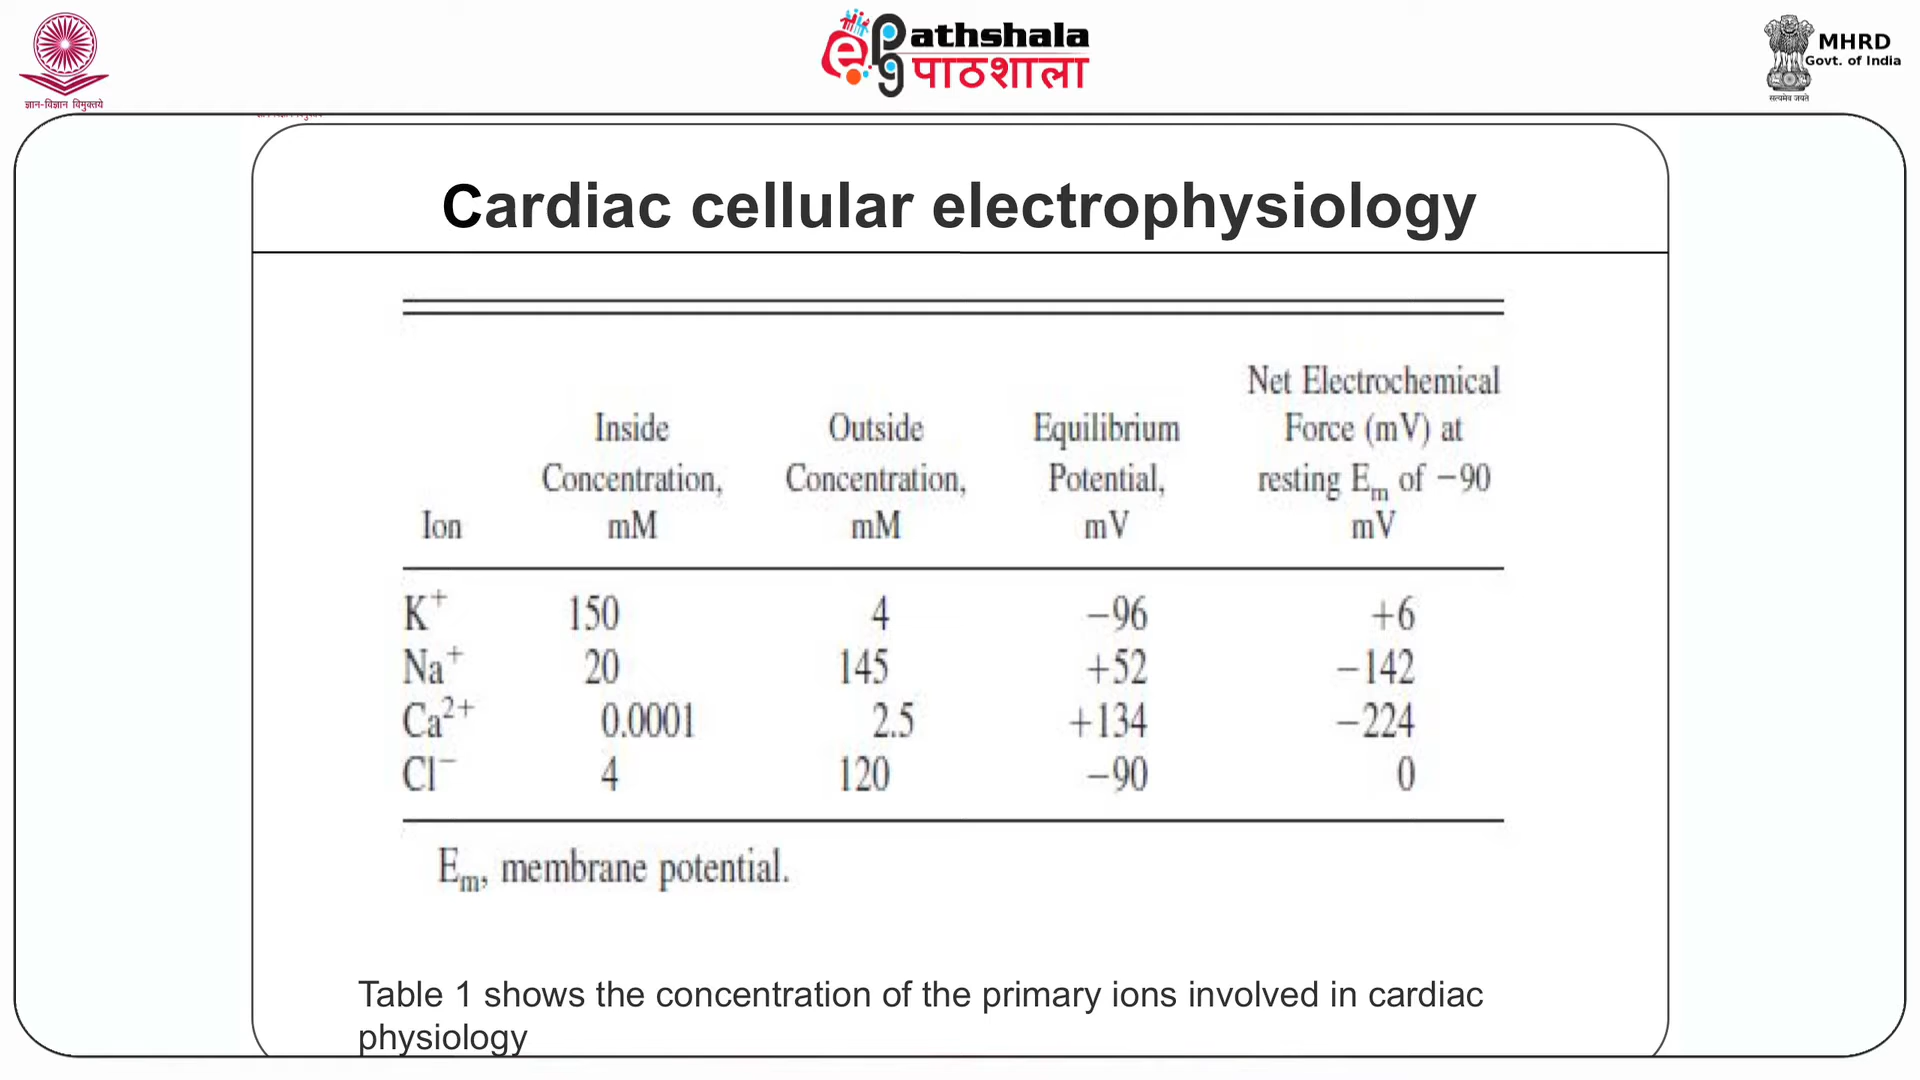 ज्ञान-विज्ञान विमुक्तये
ePG athshala
पाठशाला
MHRD
Govt. of India
सत्यमेव जयते
Cardiac cellular electrophysiology
Ion	Inside Concentration, mM	Outside Concentration, mM	Equilibrium Potential, mV	Net Electrochemical Force (mV) at resting Em of −90 mV
K⁺ 150 4 −96 +6
Na⁺ 20 145 +52 −142
Ca²⁺ 0.0001 2.5 +134 −224
Cl⁻ 4 120 −90 0
Em, membrane potential.
Table 1 shows the concentration of the primary ions involved in cardiac
physiology